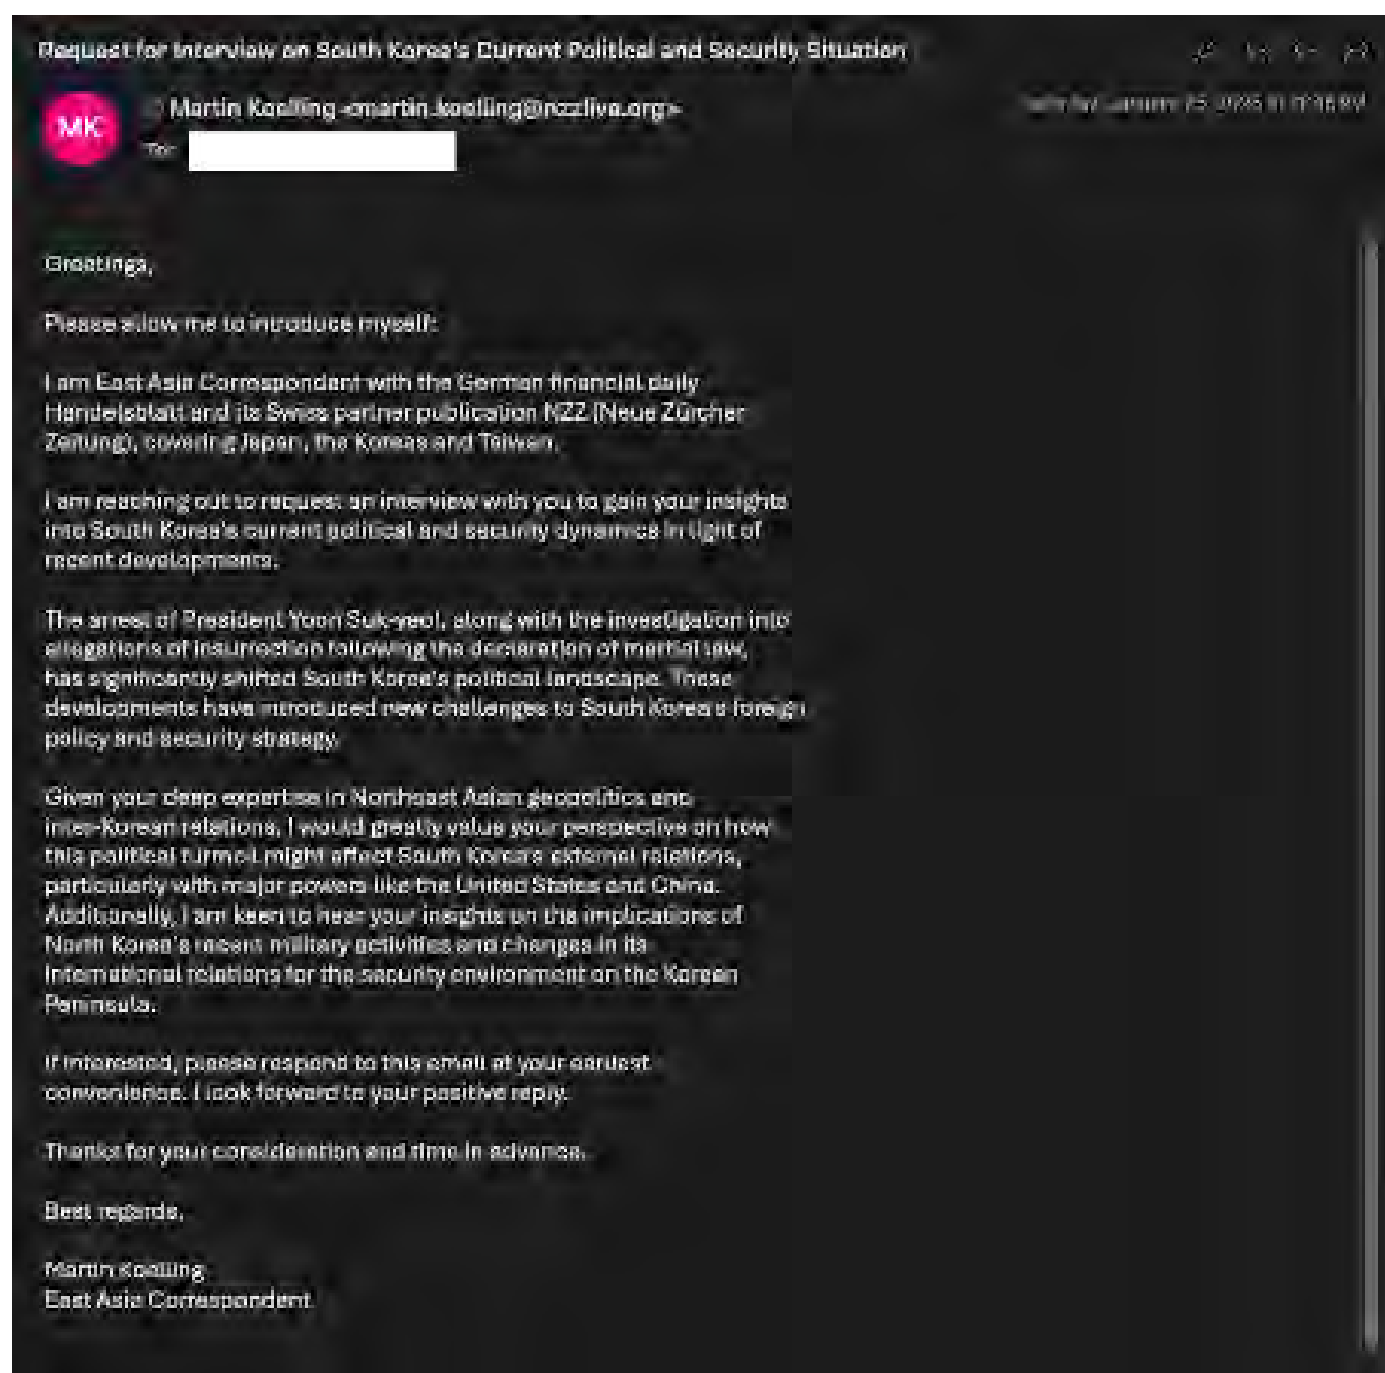 Request for Interview on South Korea's Current Political and Security Situation
MK
Martin Koelling <martin.koelling@nzzlive.org>
To:
Greetings,
Please allow me to introduce myself:
I am East Asia Correspondent with the German financial daily
Handelsblatt and its Swiss partner publication NZZ (Neue Zürcher
Zeitung), covering Japan, the Koreas and Taiwan.
I am reaching out to request an interview with you to gain your insights
into South Korea's current political and security dynamics in light of
recent developments.
The arrest of President Yoon Suk-yeol, along with the investigation into
allegations of insurrection following the declaration of martial law,
has significantly shifted South Korea's political landscape. These
developments have introduced new challenges to South Korea's foreign
policy and security strategy.
Given your deep expertise in Northeast Asian geopolitics and
inter-Korean relations, I would greatly value your perspective on how
this political turmoil might affect South Korea's external relations,
particularly with major powers like the United States and China.
Additionally, I am keen to hear your insights on the implications of
North Korea's recent military activities and changes in its
international relations for the security environment on the Korean
Peninsula.
If interested, please respond to this email at your earliest
convenience. I look forward to your positive reply.
Thanks for your consideration and time in advance.
Best regards,
Martin Koelling
East Asia Correspondent